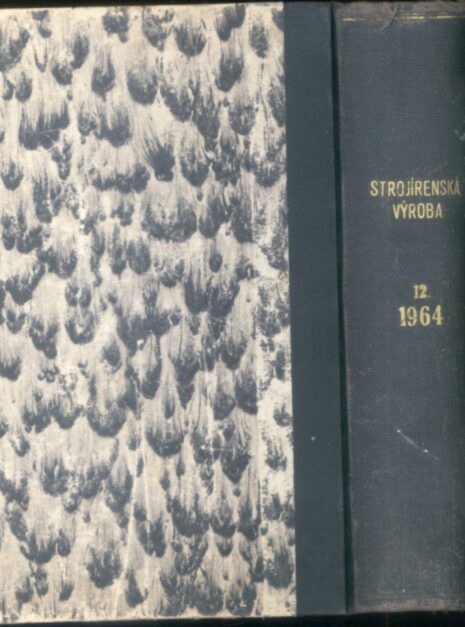 STROJÍRENSKÁ
VÝROBA
12.
1964